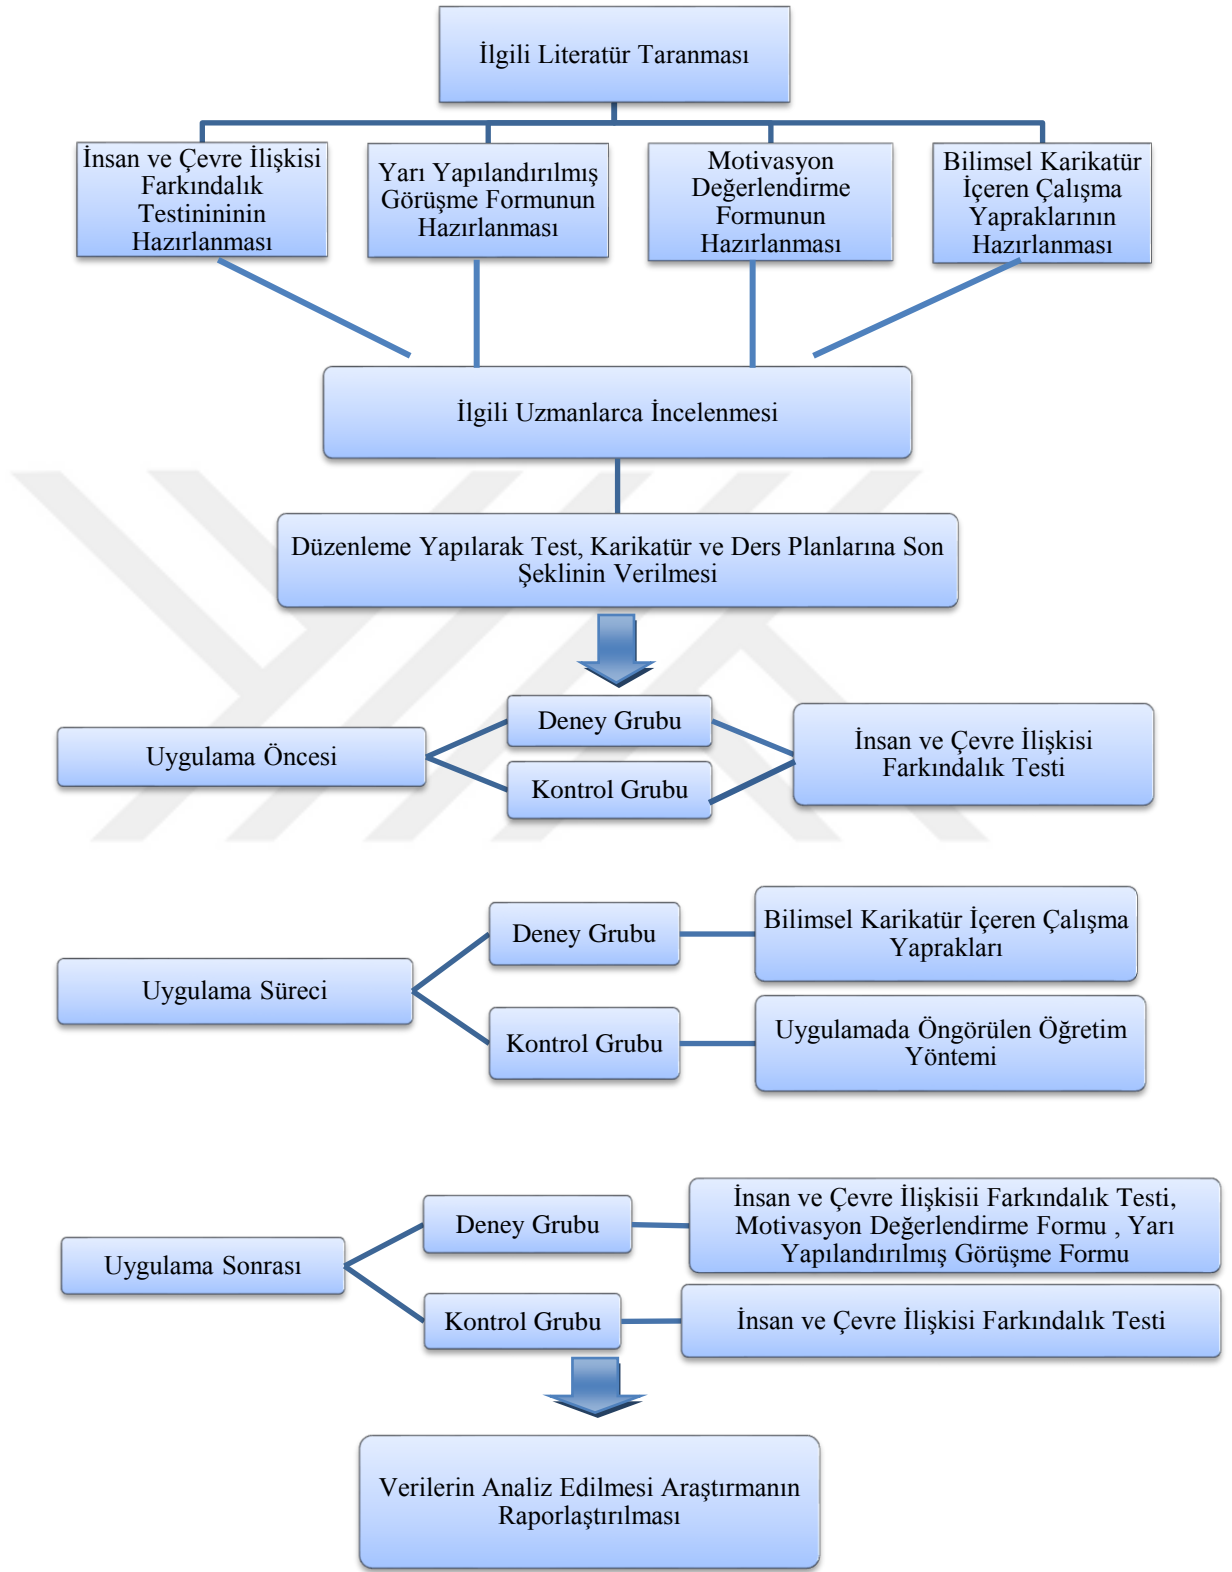 İlgili Literatür Taranması
İnsan ve Çevre İlişkisi
Farkındalık
Testinininin
Hazırlanması
Yarı Yapılandırılmış
Görüşme Formunun
Hazırlanması
Motivasyon
Değerlendirme
Formunun
Hazırlanması
Bilimsel Karikatür
İçeren Çalışma
Yapraklarının
Hazırlanması
İlgili Uzmanlarca İncelenmesi
Düzenleme Yapılarak Test, Karikatür ve Ders Planlarına Son
Şeklinin Verilmesi
Uygulama Öncesi
Deney Grubu
Kontrol Grubu
İnsan ve Çevre İlişkisi
Farkındalık Testi
Uygulama Süreci
Deney Grubu
Bilimsel Karikatür İçeren Çalışma
Yaprakları
Kontrol Grubu
Uygulamada Öngörülen Öğretim
Yöntemi
Uygulama Sonrası
Deney Grubu
İnsan ve Çevre İlişkisii Farkındalık Testi,
Motivasyon Değerlendirme Formu , Yarı
Yapılandırılmış Görüşme Formu
Kontrol Grubu
İnsan ve Çevre İlişkisi Farkındalık Testi
Verilerin Analiz Edilmesi Araştırmanın
Raporlaştırılması